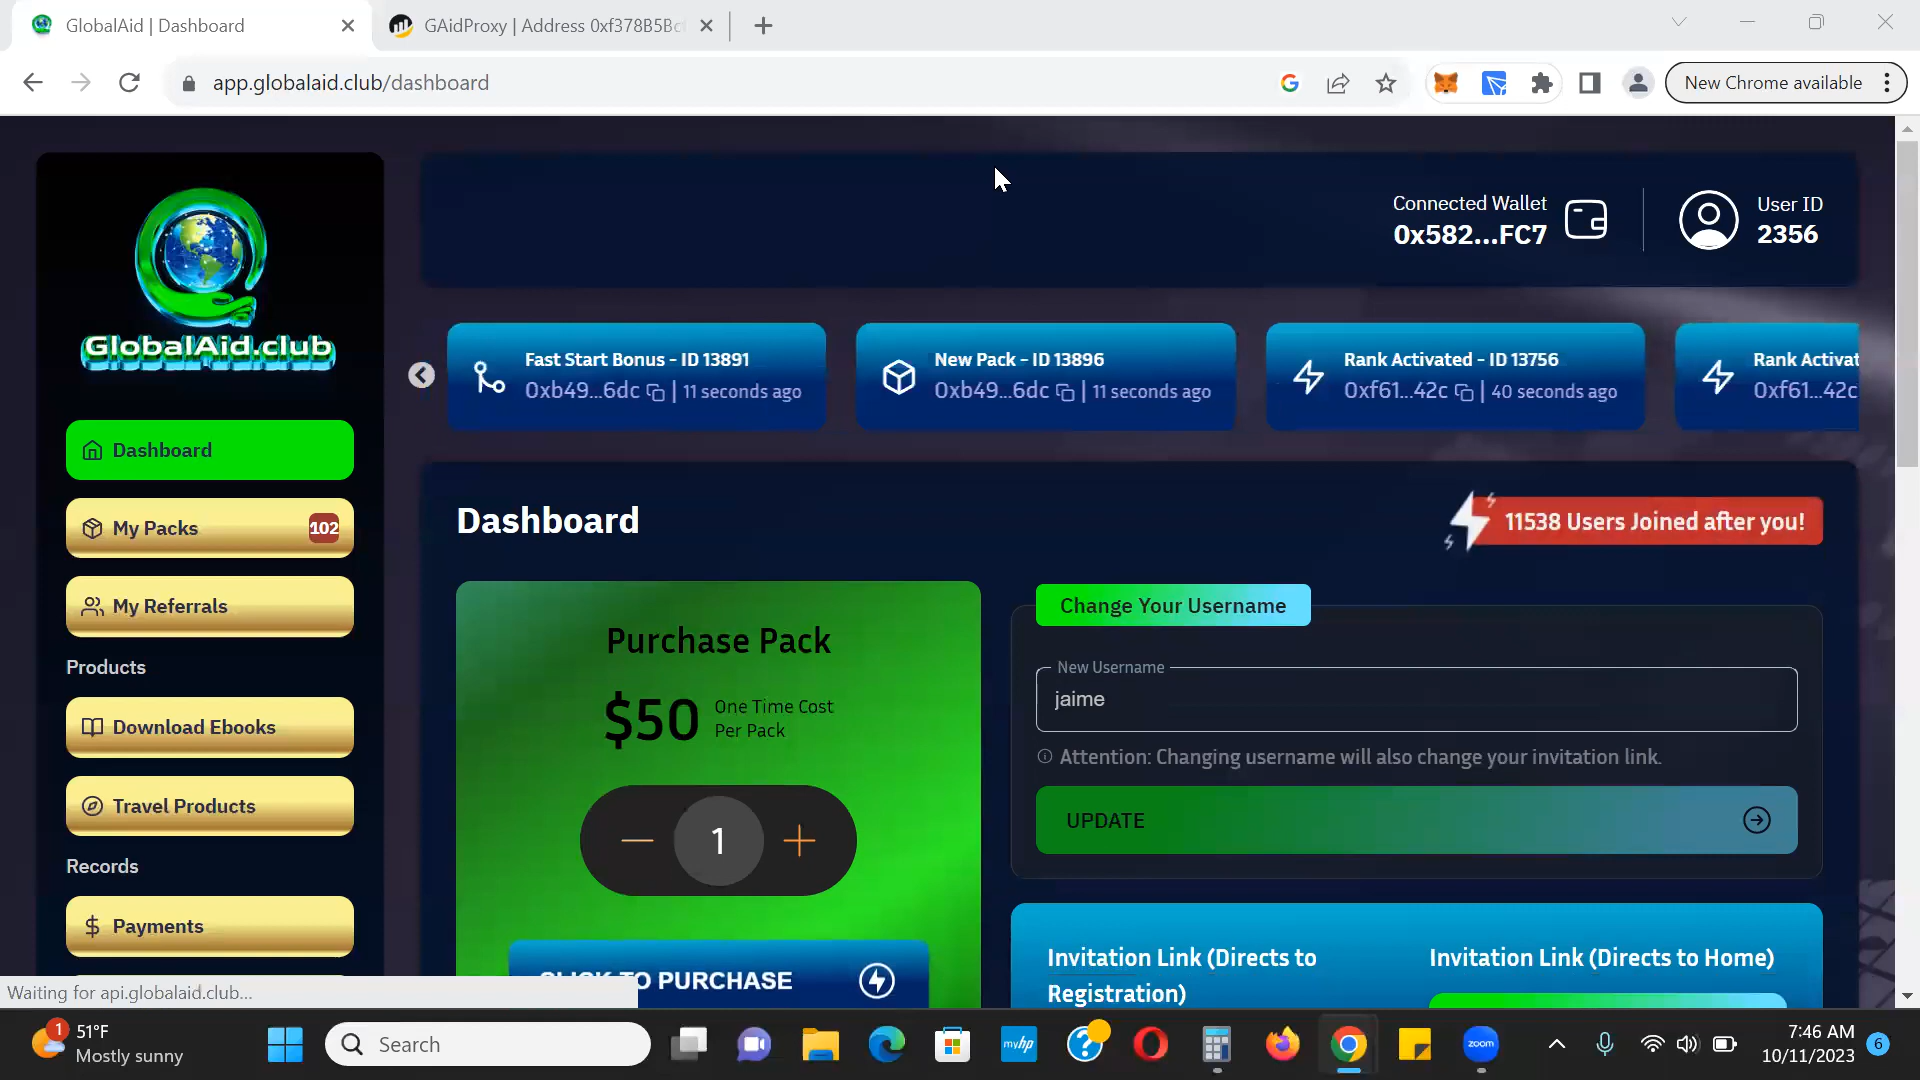 GlobalAid | Dashboard
GAidProxy | Address 0xf378B5Bc
app.globalaid.club/dashboard
New Chrome available
Connected Wallet
0x582...FC7
User ID
2356
GlobalAid.club
Fast Start Bonus - ID 13891
0xb49...6dc | 11 seconds ago
New Pack - ID 13896
0xb49...6dc | 11 seconds ago
Rank Activated - ID 13756
0xf61...42c | 40 seconds ago
Rank Activat
0xf61...42c
Dashboard
My Packs
102
My Referrals
Products
Download Ebooks
Travel Products
Records
$ Payments
Dashboard
11538 Users Joined after you!
Purchase Pack
$50
One Time Cost
Per Pack
1
O PURCHASE
Change Your Username
New Username
jaime
Attention: Changing username will also change your invitation link.
UPDATE
Invitation Link (Directs to
Registration)
Invitation Link (Directs to Home)
Waiting for api.globalaid.club...
1
51°F
Mostly sunny
Search
myhp
zoom
7:46 AM
10/11/2023
6